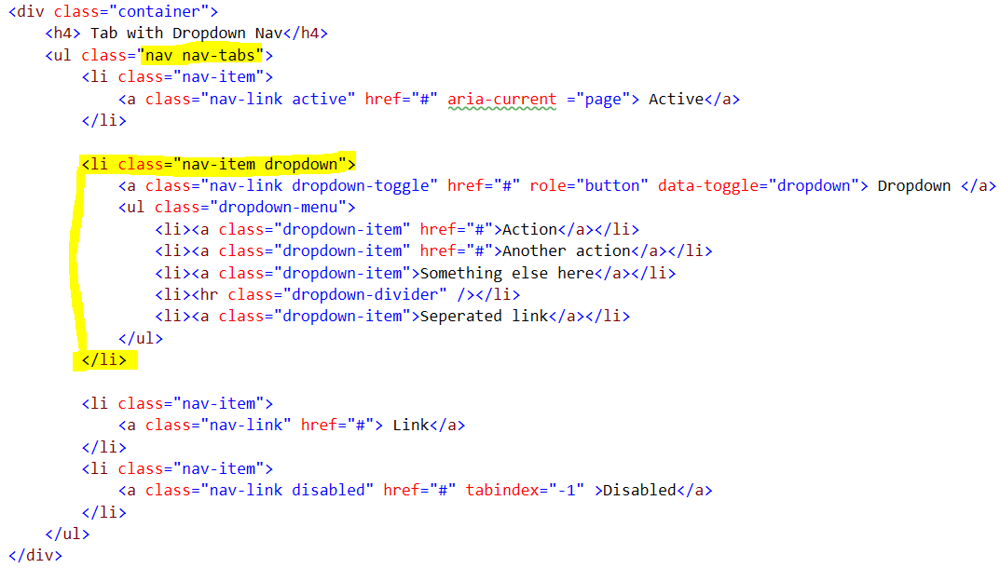 <div class="container">
    <h4> Tab with Dropdown Nav</h4>
    <ul class="nav nav-tabs">
        <li class="nav-item">
            <a class="nav-link active" href="#" aria-current ="page"> Active</a>
        </li>

        <li class="nav-item dropdown">
            <a class="nav-link dropdown-toggle" href="#" role="button" data-toggle="dropdown"> Dropdown </a>
            <ul class="dropdown-menu">
                <li><a class="dropdown-item" href="#">Action</a></li>
                <li><a class="dropdown-item" href="#">Another action</a></li>
                <li><a class="dropdown-item">Something else here</a></li>
                <li><hr class="dropdown-divider" /></li>
                <li><a class="dropdown-item">Seperated link</a></li>
            </ul>
        </li>

        <li class="nav-item">
            <a class="nav-link" href="#"> Link</a>
        </li>
        <li class="nav-item">
            <a class="nav-link disabled" href="#" tabindex="-1" >Disabled</a>
        </li>
    </ul>
</div>